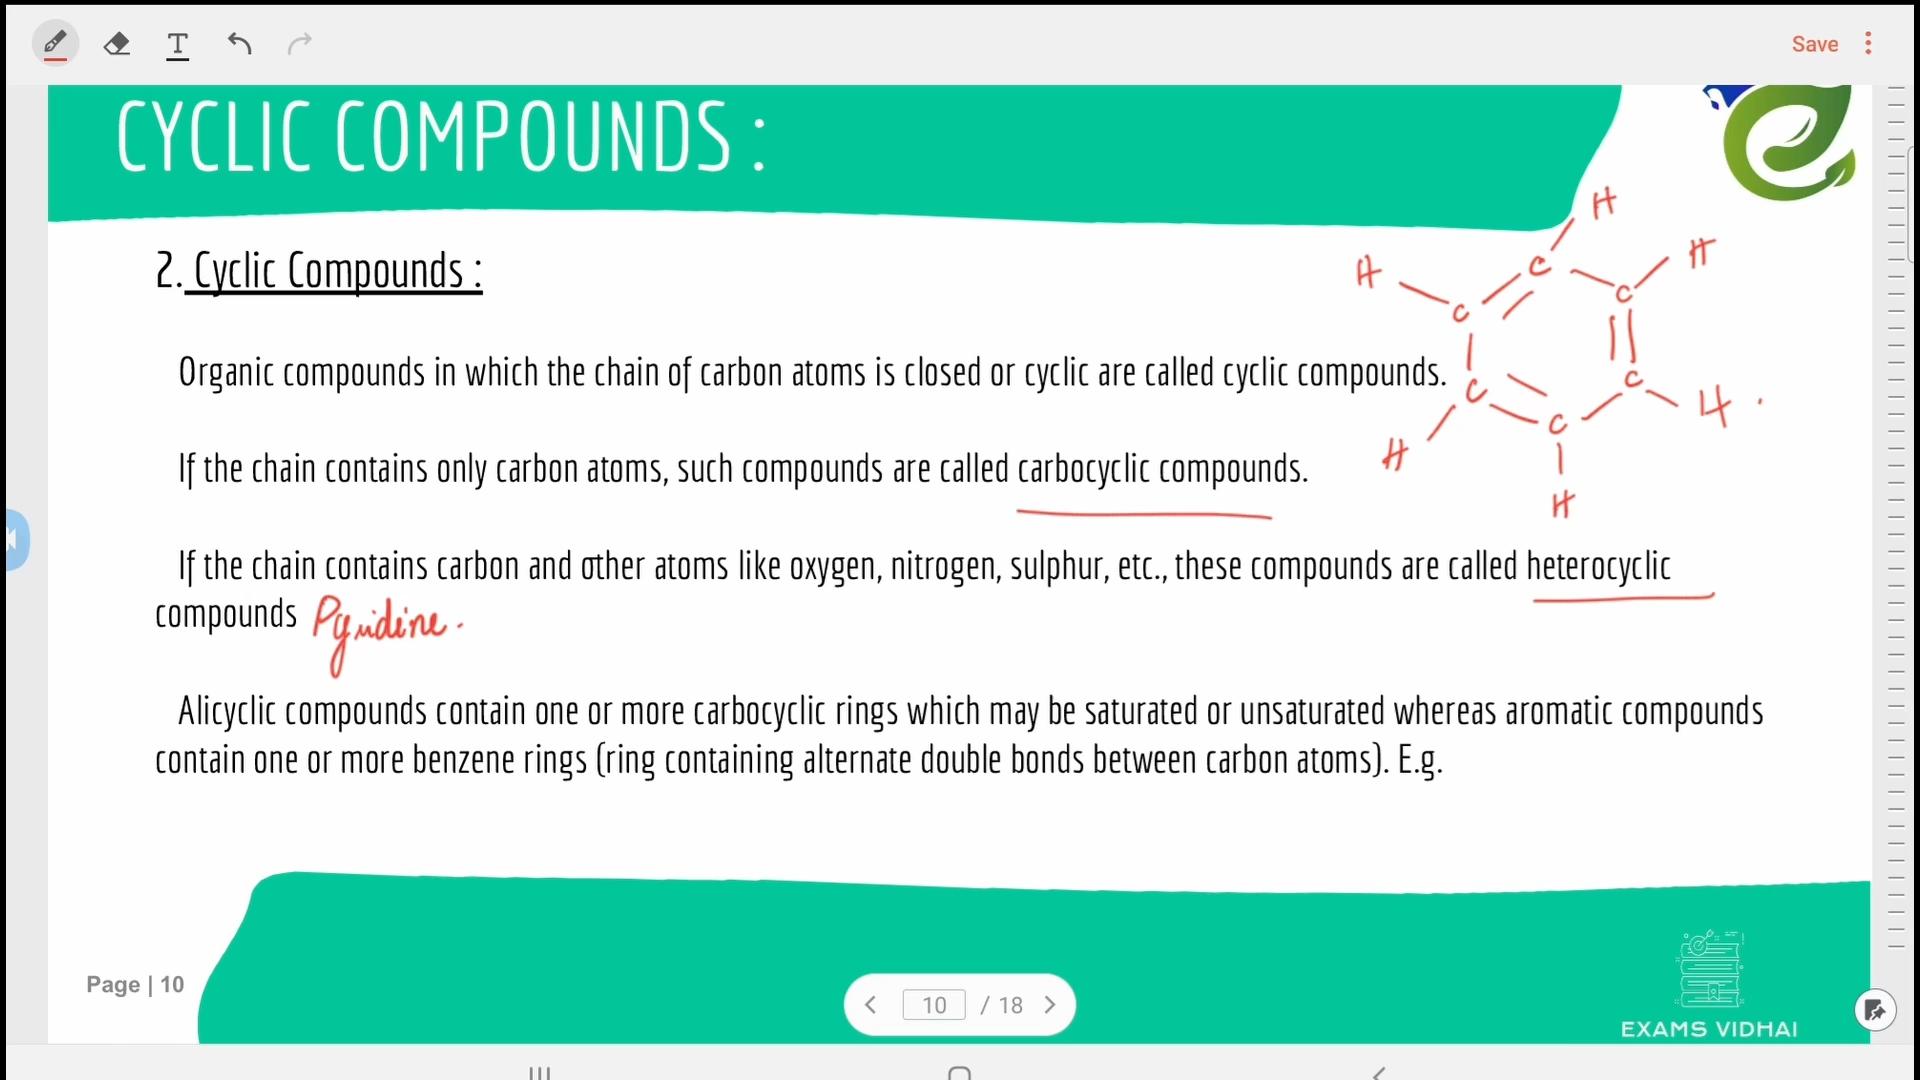 Save
CYCLIC COMPOUNDS :
2. Cyclic Compounds :
Organic compounds in which the chain of carbon atoms is closed or cyclic are called cyclic compounds.
If the chain contains only carbon atoms, such compounds are called carbocyclic compounds.
If the chain contains carbon and other atoms like oxygen, nitrogen, sulphur, etc., these compounds are called heterocyclic
compounds Pyridine.
Alicyclic compounds contain one or more carbocyclic rings which may be saturated or unsaturated whereas aromatic compounds
contain one or more benzene rings (ring containing alternate double bonds between carbon atoms). E.g.
H
H C H
C C
C C
C H
H
H
Page | 10
10 / 18
EXAMS VIDHAI